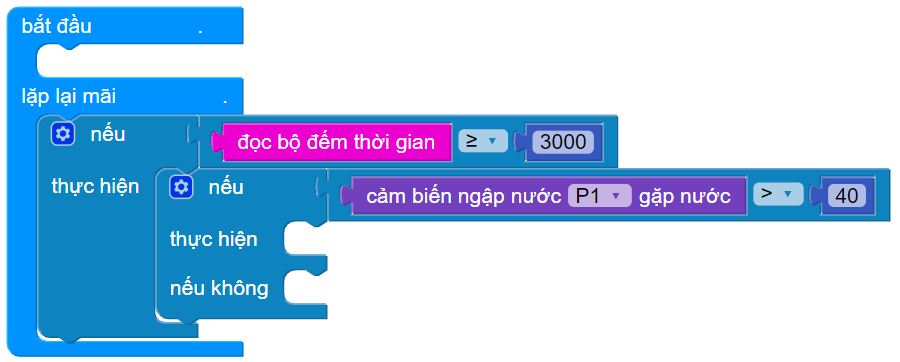 bắt đầu .
lặp lại mãi .
nếu đọc bộ đếm thời gian ≥ 3000
thực hiện nếu cảm biến ngập nước P1 gặp nước > 40
thực hiện
nếu không